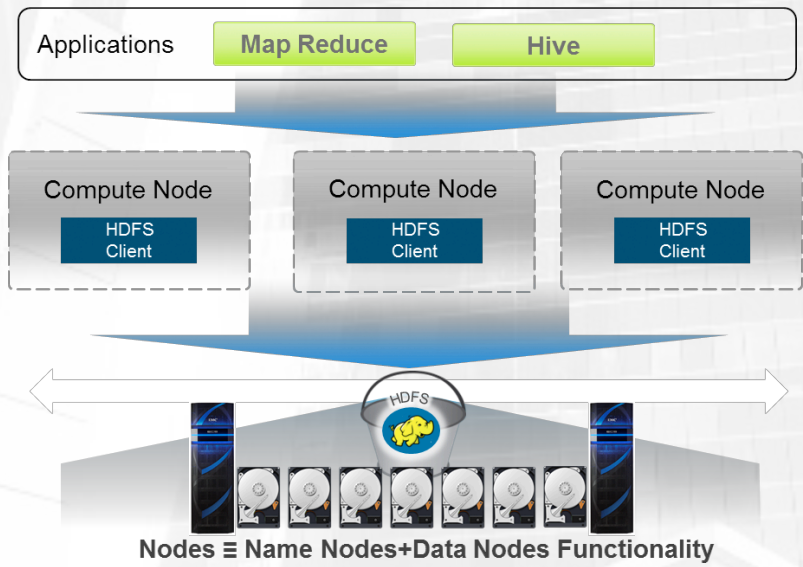 Applications
Map Reduce
Hive
Compute Node
HDFS
Client
Compute Node
HDFS
Client
Compute Node
HDFS
Client
HDFS
Nodes ≡ Name Nodes+Data Nodes Functionality